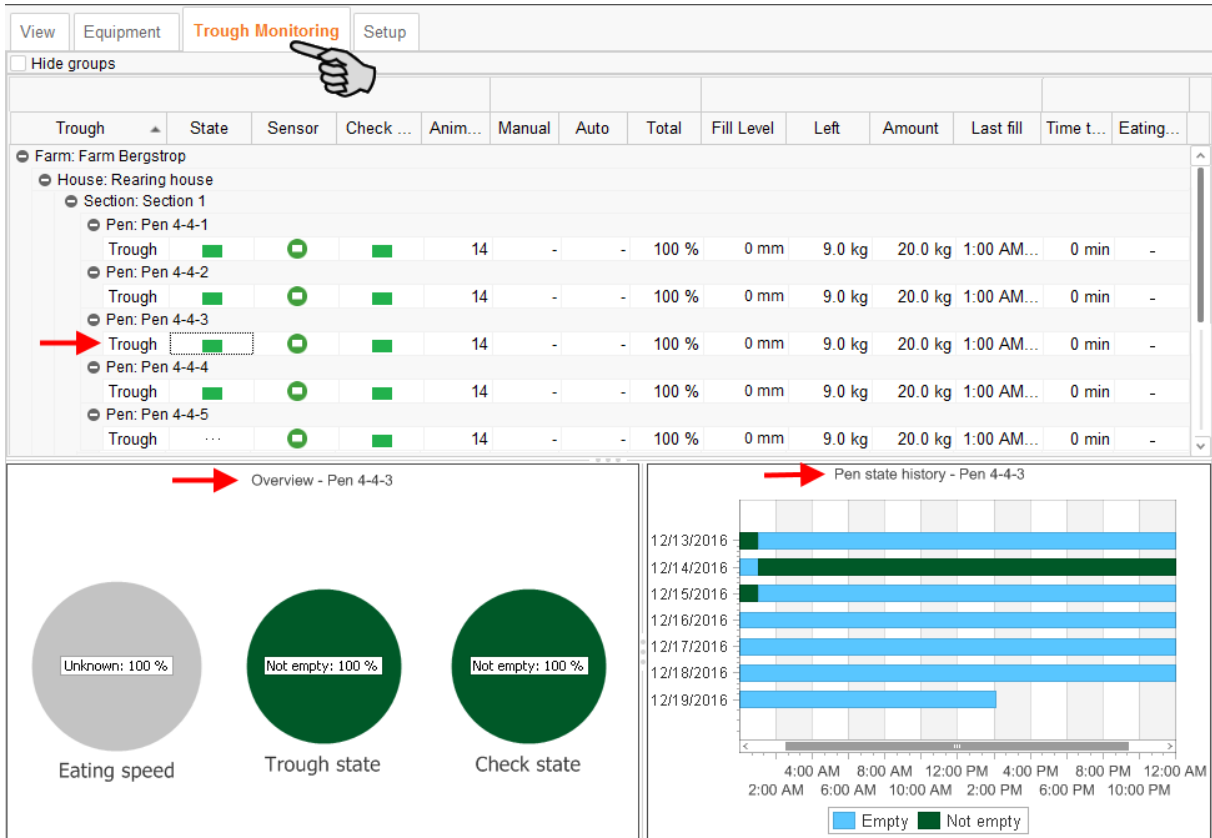 View Equipment Trough Monitoring Setup
Hide groups
Trough State Sensor Check ... Anim... Manual Auto Total Fill Level Left Amount Last fill Time t... Eating...
Farm: Farm Bergstrop
House: Rearing house
Section: Section 1
Pen: Pen 4-4-1
Trough 14 - - 100 % 0 mm 9.0 kg 20.0 kg 1:00 AM... 0 min -
Pen: Pen 4-4-2
Trough 14 - - 100 % 0 mm 9.0 kg 20.0 kg 1:00 AM... 0 min -
Pen: Pen 4-4-3
Trough 14 - - 100 % 0 mm 9.0 kg 20.0 kg 1:00 AM... 0 min -
Pen: Pen 4-4-4
Trough 14 - - 100 % 0 mm 9.0 kg 20.0 kg 1:00 AM... 0 min -
Pen: Pen 4-4-5
Trough ... 14 - - 100 % 0 mm 9.0 kg 20.0 kg 1:00 AM... 0 min -
Overview - Pen 4-4-3
Unknown: 100 % Not empty: 100 % Not empty: 100 %
Eating speed Trough state Check state
Pen state history - Pen 4-4-3
12/13/2016
12/14/2016
12/15/2016
12/16/2016
12/17/2016
12/18/2016
12/19/2016
4:00 AM 8:00 AM 12:00 PM 4:00 PM 8:00 PM 12:00 AM
2:00 AM 6:00 AM 10:00 AM 2:00 PM 6:00 PM 10:00 PM
Empty Not empty